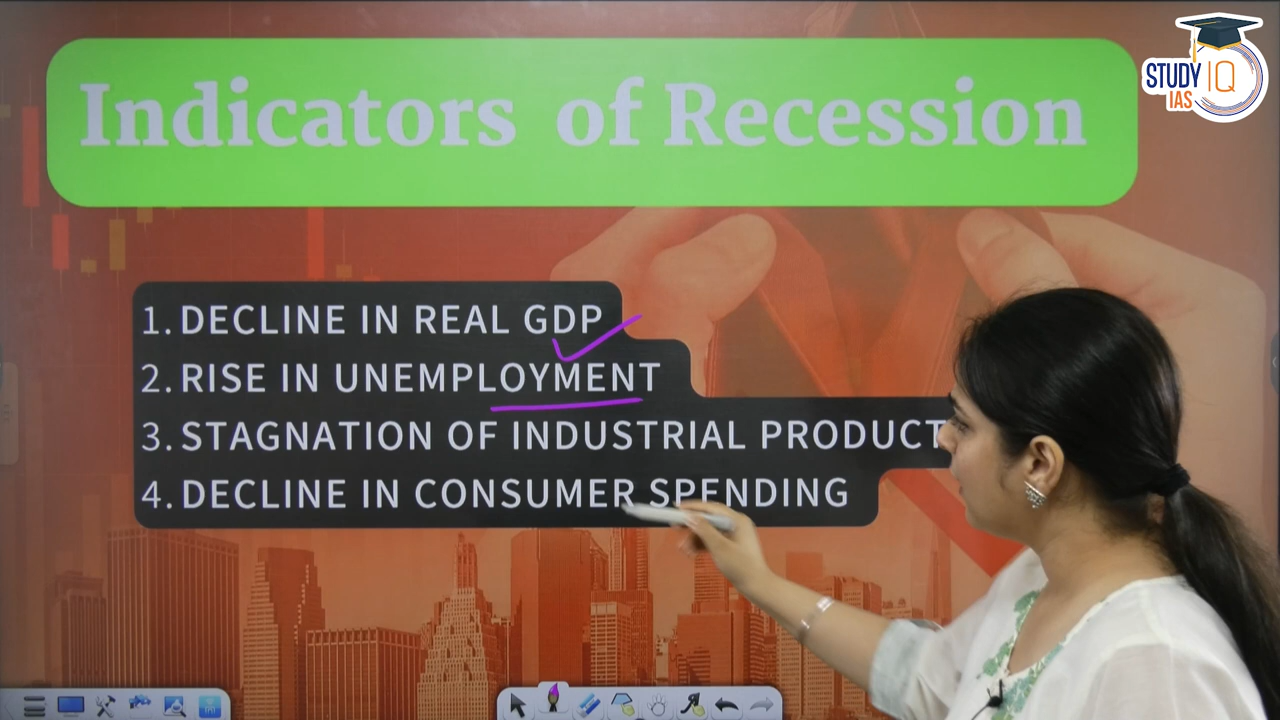 Indicators of Recession
STUDY IQ
IAS
1. DECLINE IN REAL GDP
2. RISE IN UNEMPLOYMENT
3. STAGNATION OF INDUSTRIAL PRODUCT
4. DECLINE IN CONSUMER SPENDING